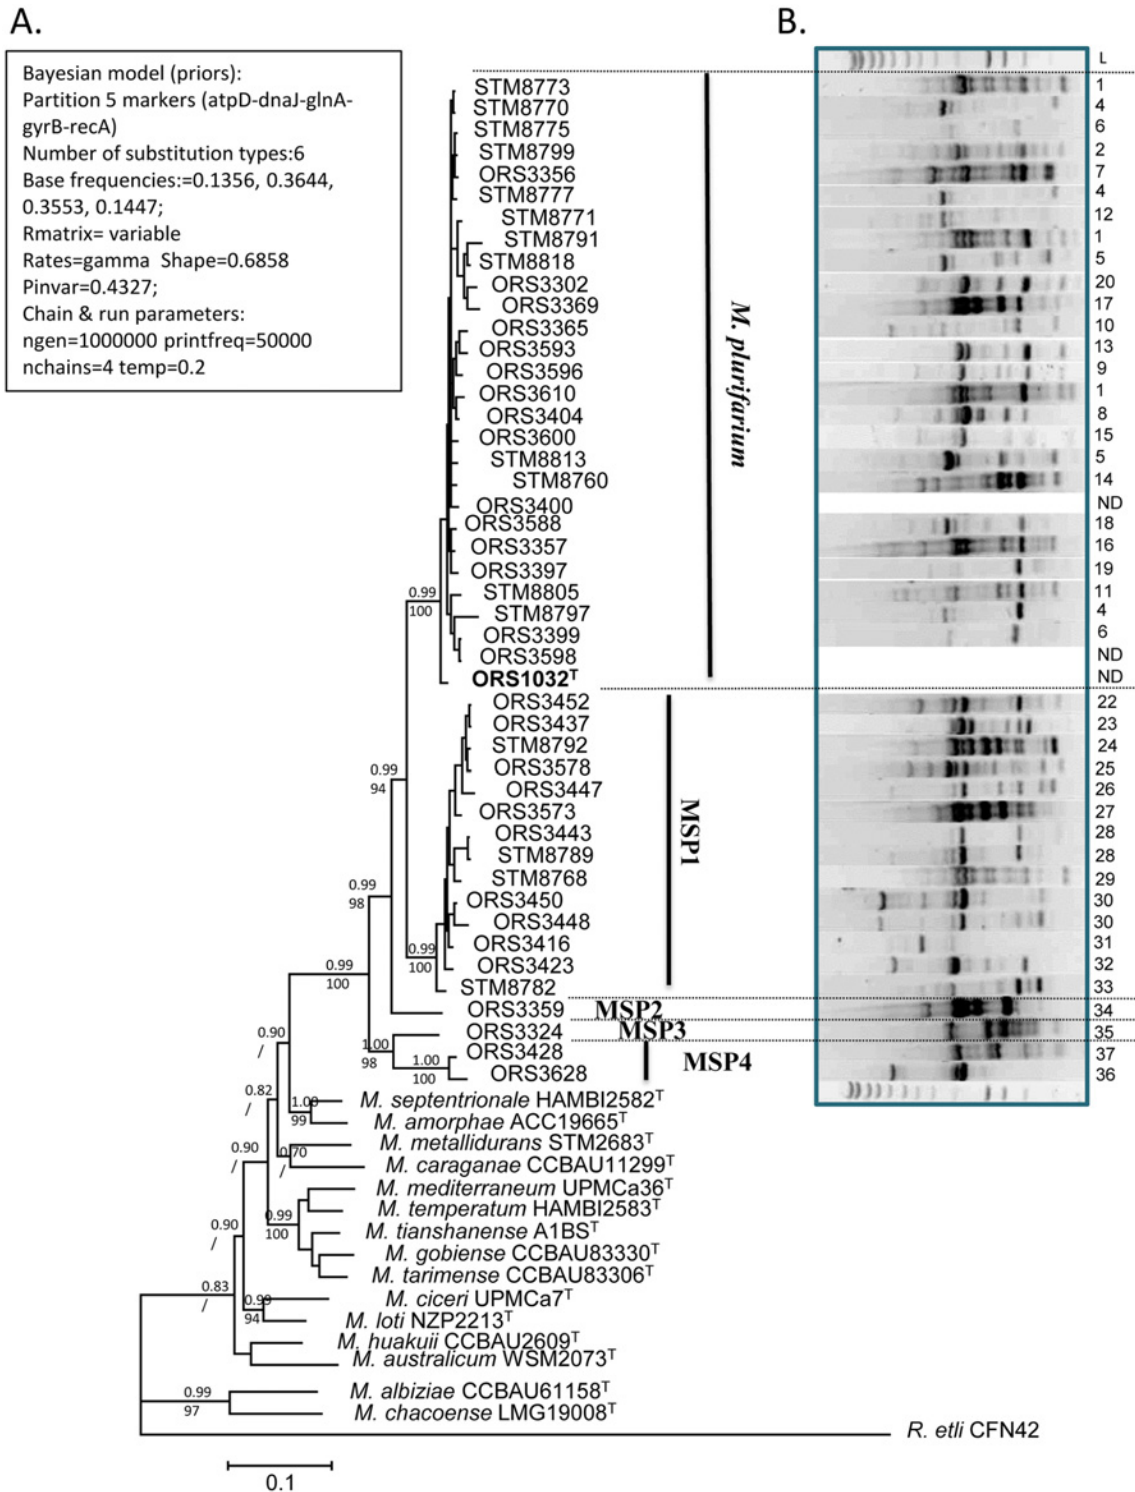 A.
B.
Bayesian model (priors):
Partition 5 markers (atpD-dnaJ-glnA-
gyrB-recA)
Number of substitution types:6
Base frequencies:=0.1356, 0.3644,
0.3553, 0.1447;
Rmatrix= variable
Rates=gamma Shape=0.6858
Pinvar=0.4327;
Chain & run parameters:
ngen=1000000 printfreq=50000
nchains=4 temp=0.2
L
STM8773 1
STM8770 4
STM8775 6
STM8799 2
ORS3356 7
STM8777 4
STM8771 12
STM8791 1
STM8818 5
ORS3302 20
ORS3369 17
ORS3365 10
ORS3593 13
ORS3596 9
ORS3610 1
ORS3404 8
ORS3600 15
STM8813 5
STM8760 14
ORS3400 ND
ORS3588 18
ORS3357 16
ORS3397 19
STM8805 11
STM8797 4
ORS3399 6
ORS3598 ND
ORS1032T ND
M. plurifarium
0.99
100
ORS3452 22
ORS3437 23
STM8792 24
ORS3578 25
ORS3447 26
ORS3573 27
ORS3443 28
STM8789 28
STM8768 29
ORS3450 30
ORS3448 30
ORS3416 31
ORS3423 32
STM8782 33
MSP1
0.99
94
0.99
98
0.99
100
0.99
100
ORS3359 MSP2 34
ORS3324 MSP3 35
ORS3428 37
ORS3628 36
MSP4
1.00
98
1.00
100
0.90
/
0.82
/
1.00
99
0.90
/
0.70
/
0.90
/
0.99
100
0.83
/
0.99
94
0.99
97
M. septentrionale HAMBI2582T
M. amorphae ACC19665T
M. metallidurans STM2683T
M. caraganae CCBAU11299T
M. mediterraneum UPMCa36T
M. temperatum HAMBI2583T
M. tianshanense A1BST
M. gobiense CCBAU83330T
M. tarimense CCBAU83306T
M. ciceri UPMCa7T
M. loti NZP2213T
M. huakuii CCBAU2609T
M. australicum WSM2073T
M. albiziae CCBAU61158T
M. chacoense LMG19008T
R. etli CFN42
0.1